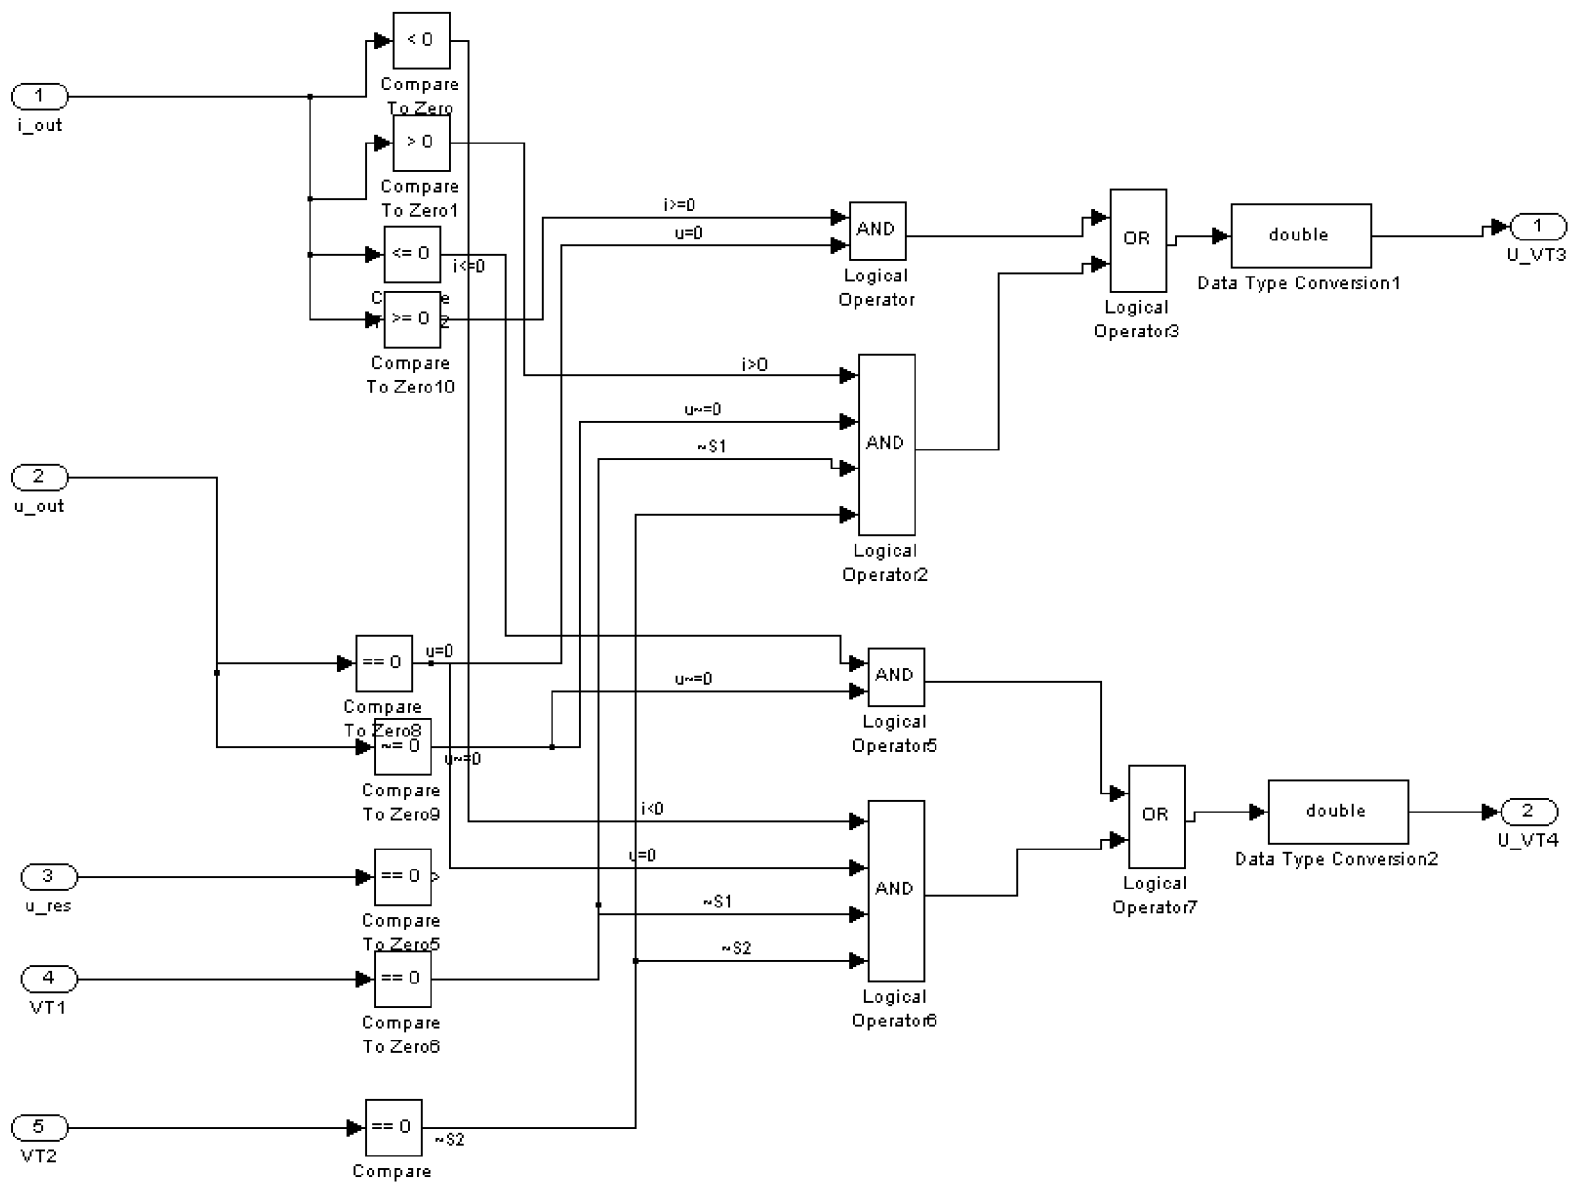 < 0
Compare
To Zero
1
i_out
> 0
Compare
To Zero1
<= 0
i<=0
>= 0
Compare
To Zero10
i>=0
u=0
AND
Logical
Operator
OR
Logical
Operator3
double
Data Type Conversion1
1
U_VT3
i>0
u~=0
~S1
AND
Logical
Operator2
2
u_out
== 0
u=0
Compare
To Zero8
~= 0
u~=0
Compare
To Zero9
u~=0
AND
Logical
Operator5
i<0
u=0
~S1
~S2
AND
Logical
Operator6
OR
Logical
Operator7
double
Data Type Conversion2
2
U_VT4
3
u_res
== 0
Compare
To Zero5
4
VT1
== 0
Compare
To Zero6
5
VT2
== 0
~S2
Compare